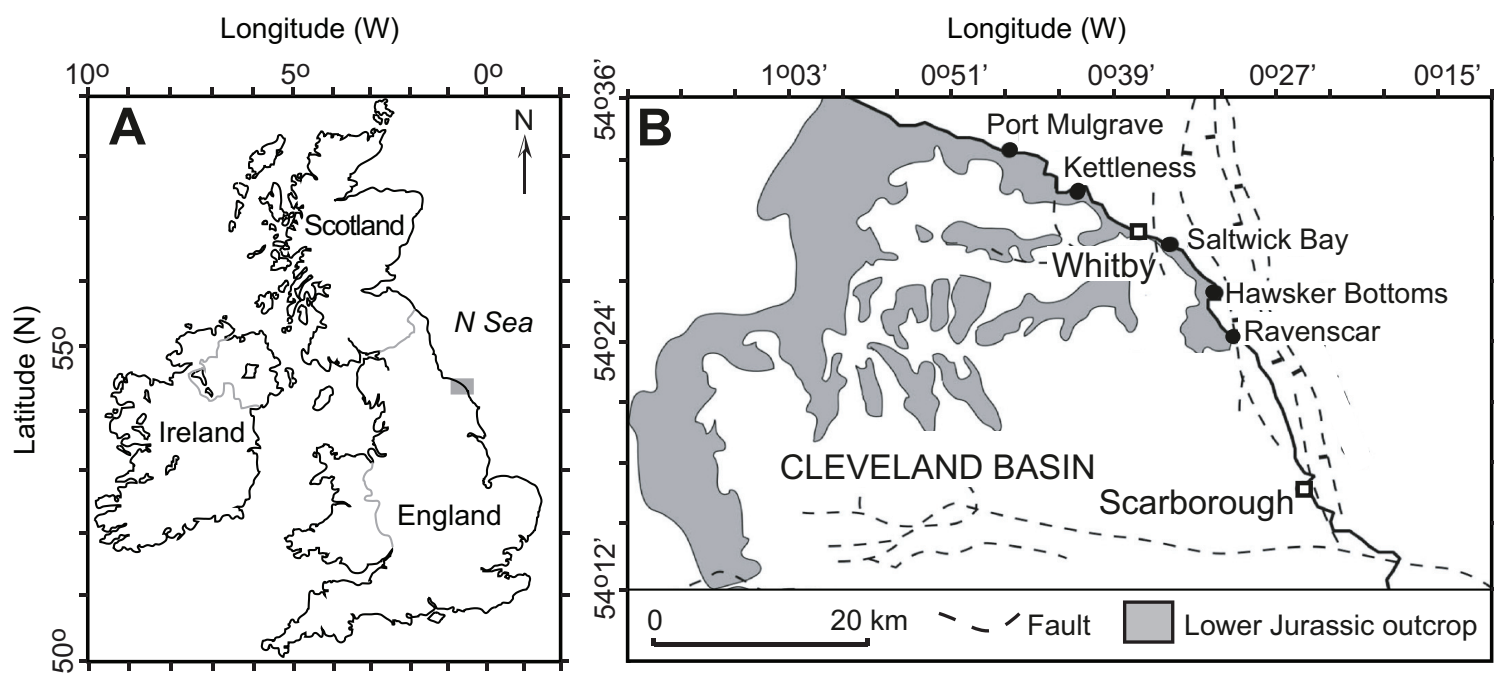 Longitude (W)
10º 5º 0º
A
N
Scotland
N Sea
Ireland
England
Latitude (N)
55º
50º
Longitude (W)
1º03’ 0º51’ 0º39’ 0º27’ 0º15’
54º36’
54º24’
54º12’
B
Port Mulgrave
Kettleness
Saltwick Bay
Whitby
Hawsker Bottoms
Ravenscar
CLEVELAND BASIN
Scarborough
0 20 km
Fault
Lower Jurassic outcrop